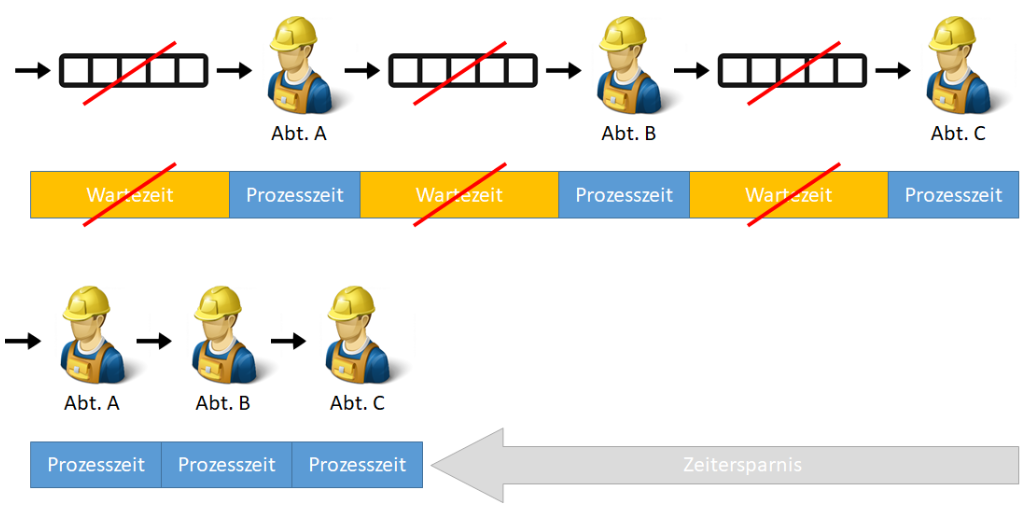 Abt. A
Abt. B
Abt. C
Wartezeit
Prozesszeit
Wartezeit
Prozesszeit
Wartezeit
Prozesszeit
Abt. A
Abt. B
Abt. C
Prozesszeit
Prozesszeit
Prozesszeit
Zeitersparnis